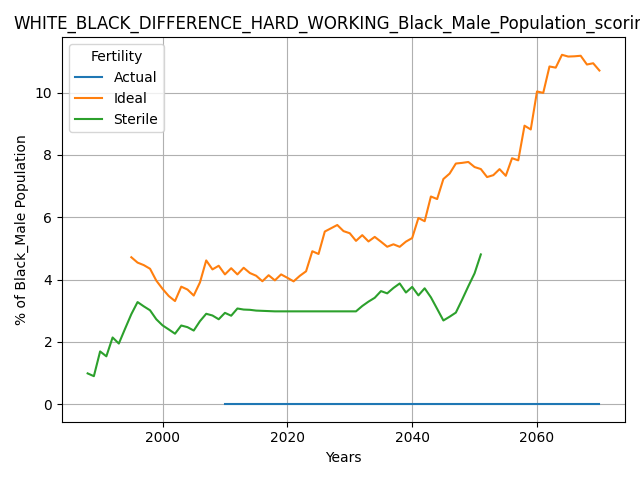 WHITE_BLACK_DIFFERENCE_HARD_WORKING_Black_Male_Population_scorin
Fertility
Actual
Ideal
Sterile
% of Black_Male Population
10
8
6
4
2
0
2000 2020 2040 2060
Years